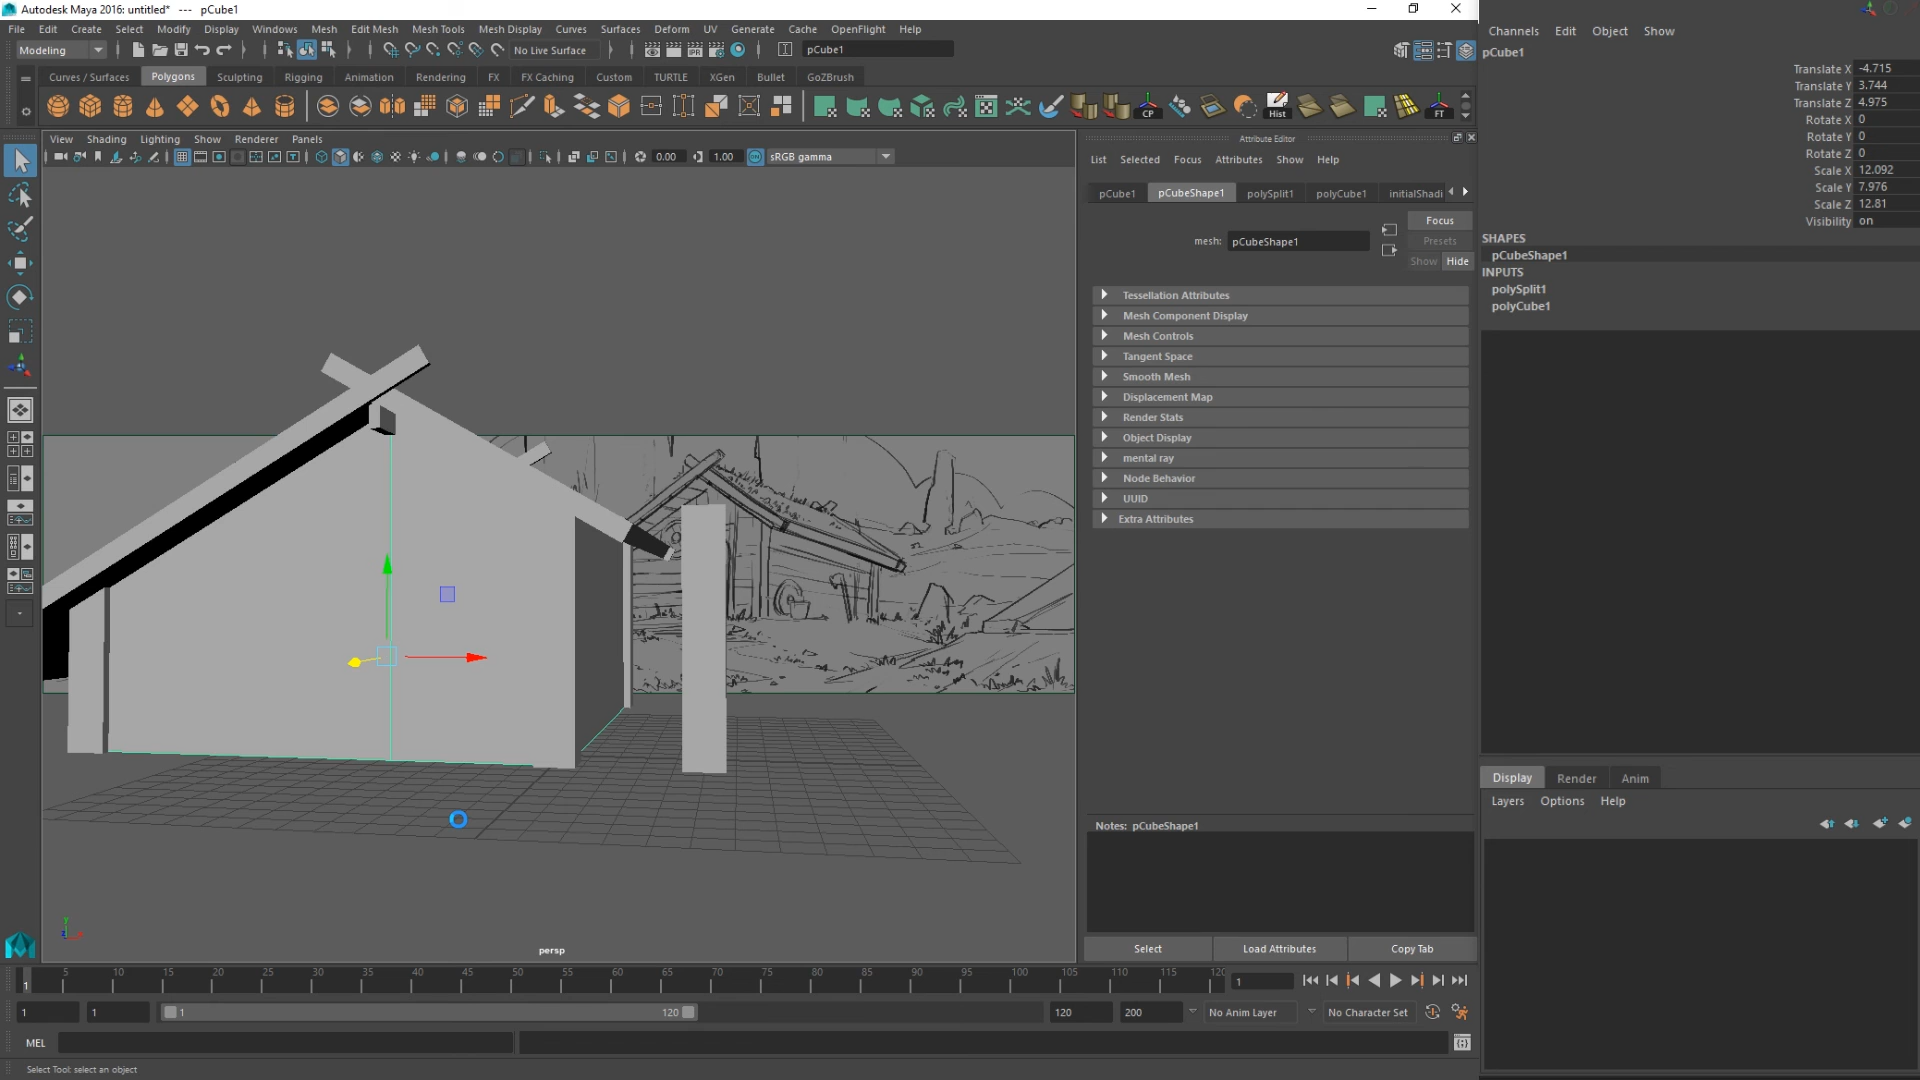 Autodesk Maya 2016: untitled* --- pCube1
File Edit Create Select Modify Display Windows Mesh Edit Mesh Mesh Tools Mesh Display Curves Surfaces Deform UV Generate Cache OpenFlight Help
Modeling No Live Surface pCube1
Curves / Surfaces Polygons Sculpting Rigging Animation Rendering FX FX Caching Custom TURTLE XGen Bullet GoZBrush
CP Hist FT
View Shading Lighting Show Renderer Panels
0.00 1.00 sRGB gamma
persp
Attribute Editor
List Selected Focus Attributes Show Help
pCube1 pCubeShape1 polySplit1 polyCube1 initialShadi
Focus
mesh: pCubeShape1 Presets
Show Hide
Tessellation Attributes
Mesh Component Display
Mesh Controls
Tangent Space
Smooth Mesh
Displacement Map
Render Stats
Object Display
mental ray
Node Behavior
UUID
Extra Attributes
Notes: pCubeShape1
Select Load Attributes Copy Tab
Channels Edit Object Show
pCube1
Translate X -4.715
Translate Y 3.744
Translate Z 4.975
Rotate X 0
Rotate Y 0
Rotate Z 0
Scale X 12.092
Scale Y 7.976
Scale Z 12.81
Visibility on
SHAPES
pCubeShape1
INPUTS
polySplit1
polyCube1
Display Render Anim
Layers Options Help
1 5 10 15 20 25 30 35 40 45 50 55 60 65 70 75 80 85 90 95 100 105 110 115 120 1
1 1 1 120 120 200 No Anim Layer No Character Set
MEL
Select Tool: select an object